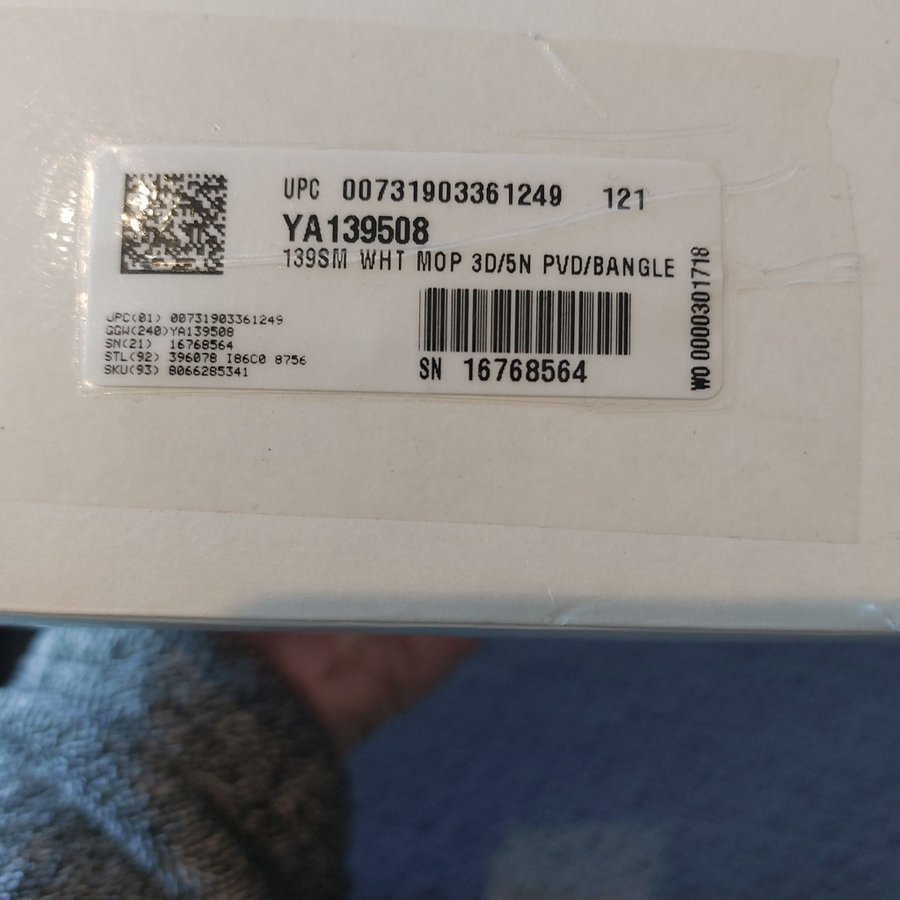 UPC 00731903361249 121
YA139508
139SM WHT MOP 3D/5N PVD/BANGLE
UPC(01) 00731903361249
GGW(240)YA139508
SN(21) 16768564
STL(92) 396078 I86C0 8756
SKU(93) 8066285341
SN 16768564
WO 0000301718